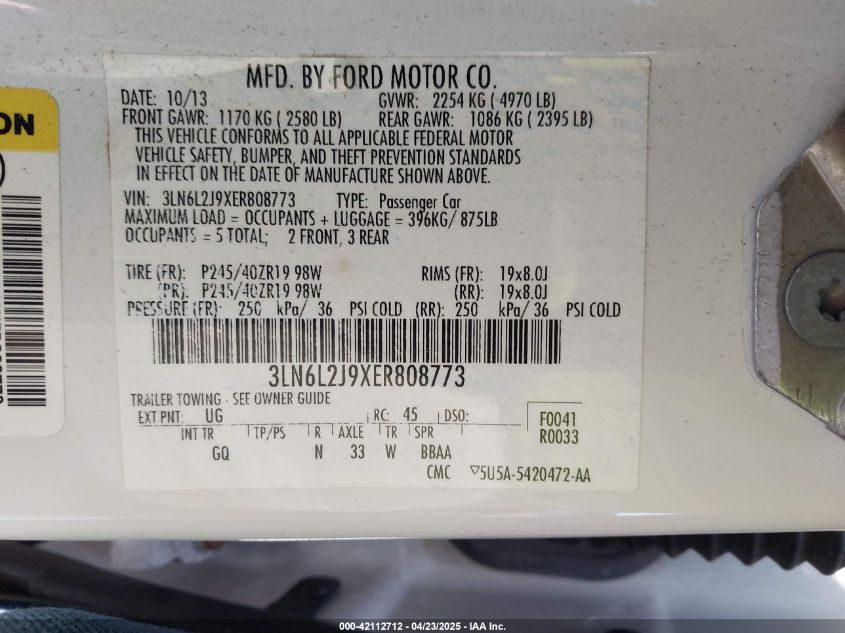 MFD. BY FORD MOTOR CO.
DATE: 10/13 GVWR: 2254 KG ( 4970 LB)
FRONT GAWR: 1170 KG ( 2580 LB) REAR GAWR: 1086 KG ( 2395 LB)
THIS VEHICLE CONFORMS TO ALL APPLICABLE FEDERAL MOTOR
VEHICLE SAFETY, BUMPER, AND THEFT PREVENTION STANDARDS
IN EFFECT ON THE DATE OF MANUFACTURE SHOWN ABOVE.
VIN: 3LN6L2J9XER808773 TYPE: Passenger Car
MAXIMUM LOAD = OCCUPANTS + LUGGAGE = 396KG/ 875LB
OCCUPANTS = 5 TOTAL; 2 FRONT, 3 REAR
TIRE (FR): P245/40ZR19 98W RIMS (FR): 19x8.0J
(RR): P245/40ZR19 98W (RR): 19x8.0J
PRESSURE (FR): 250 kPa/ 36 PSI COLD (RR): 250 kPa/ 36 PSI COLD
3LN6L2J9XER808773
TRAILER TOWING - SEE OWNER GUIDE
EXT PNT: UG RC: 45 DSO:
F0041
R0033
INT TR TP/PS R AXLE TR SPR
GQ N 33 W BBAA
CMC ▽5U5A-5420472-AA
ON
000-42112712 - 04/23/2025 - IAA Inc.